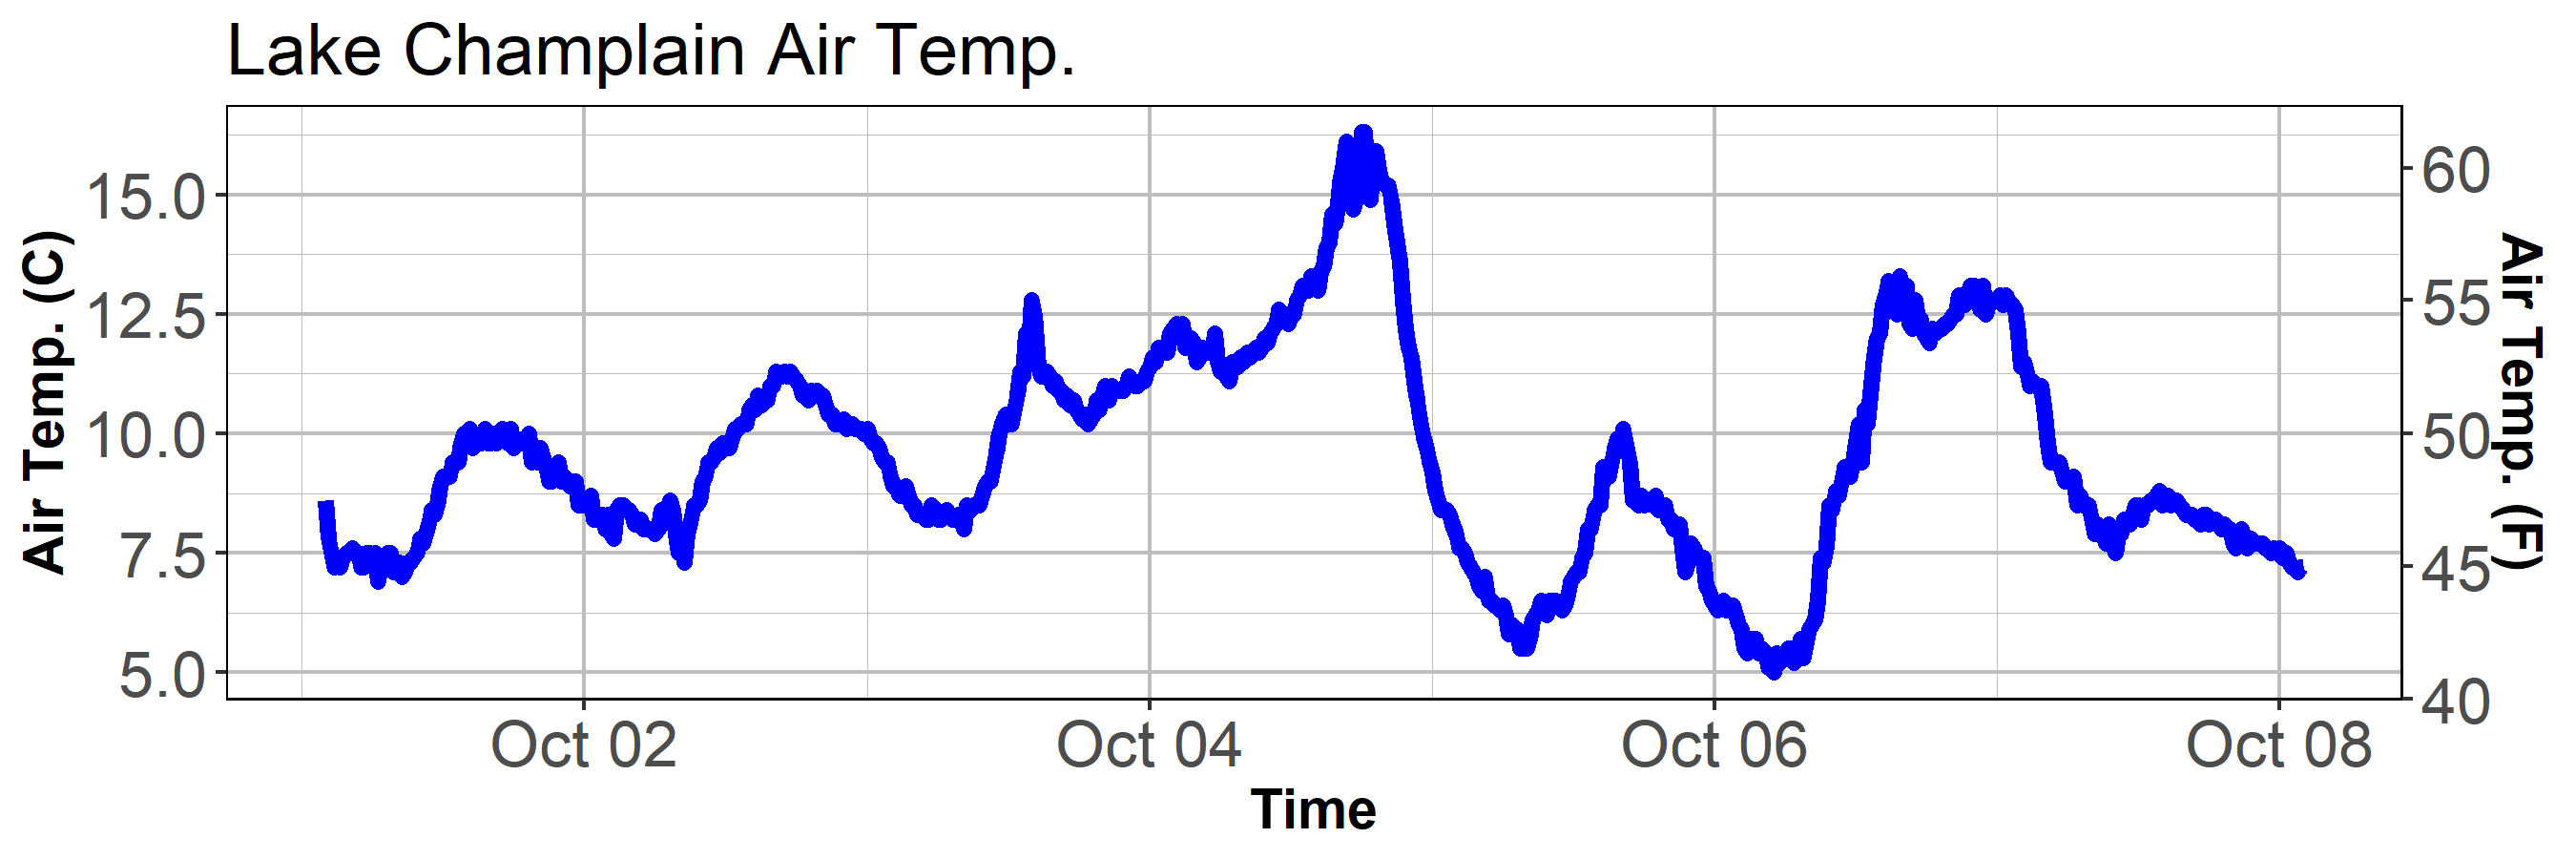 Lake Champlain Air Temp.
Air Temp. (C)
15.0
12.5
10.0
7.5
5.0
60
55
50
45
40
Air Temp. (F)
Oct 02
Oct 04
Oct 06
Oct 08
Time